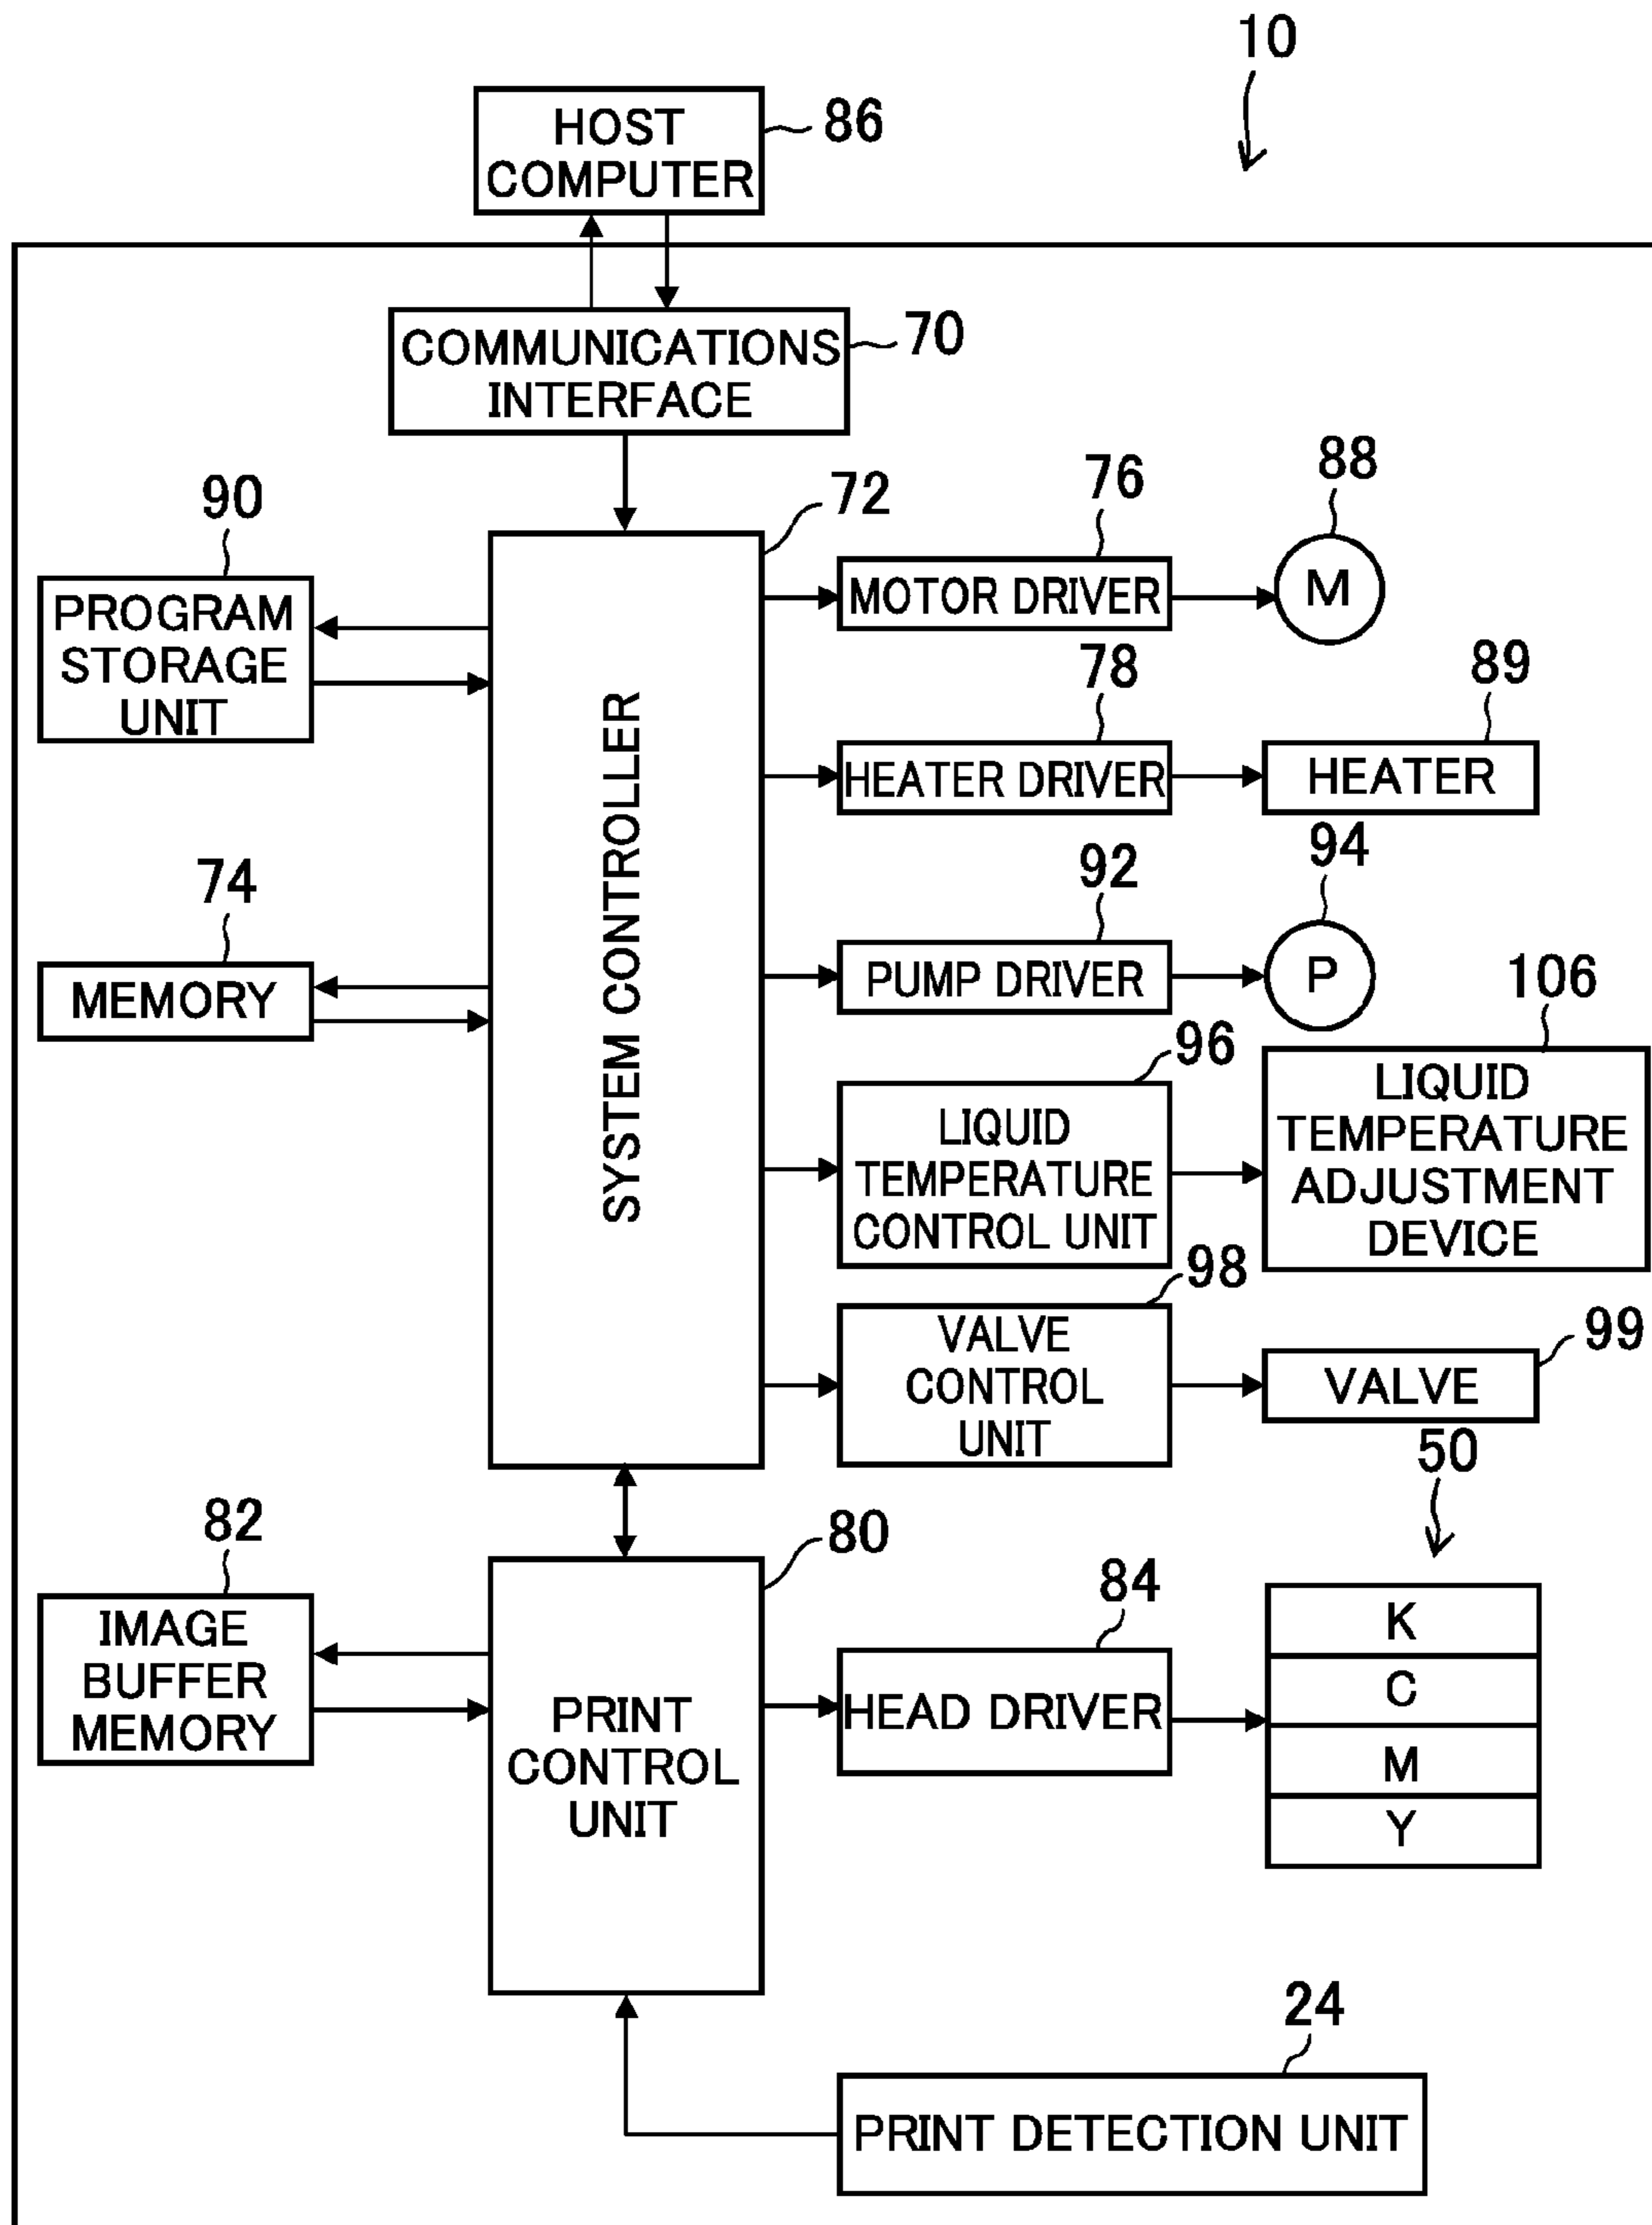 10
HOST
COMPUTER
86
COMMUNICATIONS
INTERFACE
70
90
PROGRAM
STORAGE
UNIT
72
SYSTEM CONTROLLER
76
MOTOR DRIVER
88
M
78
HEATER DRIVER
89
HEATER
74
MEMORY
92
PUMP DRIVER
94
P
96
LIQUID
TEMPERATURE
CONTROL UNIT
106
LIQUID
TEMPERATURE
ADJUSTMENT
DEVICE
98
VALVE
CONTROL
UNIT
99
VALVE
82
IMAGE
BUFFER
MEMORY
80
PRINT
CONTROL
UNIT
84
HEAD DRIVER
50
K
C
M
Y
24
PRINT DETECTION UNIT